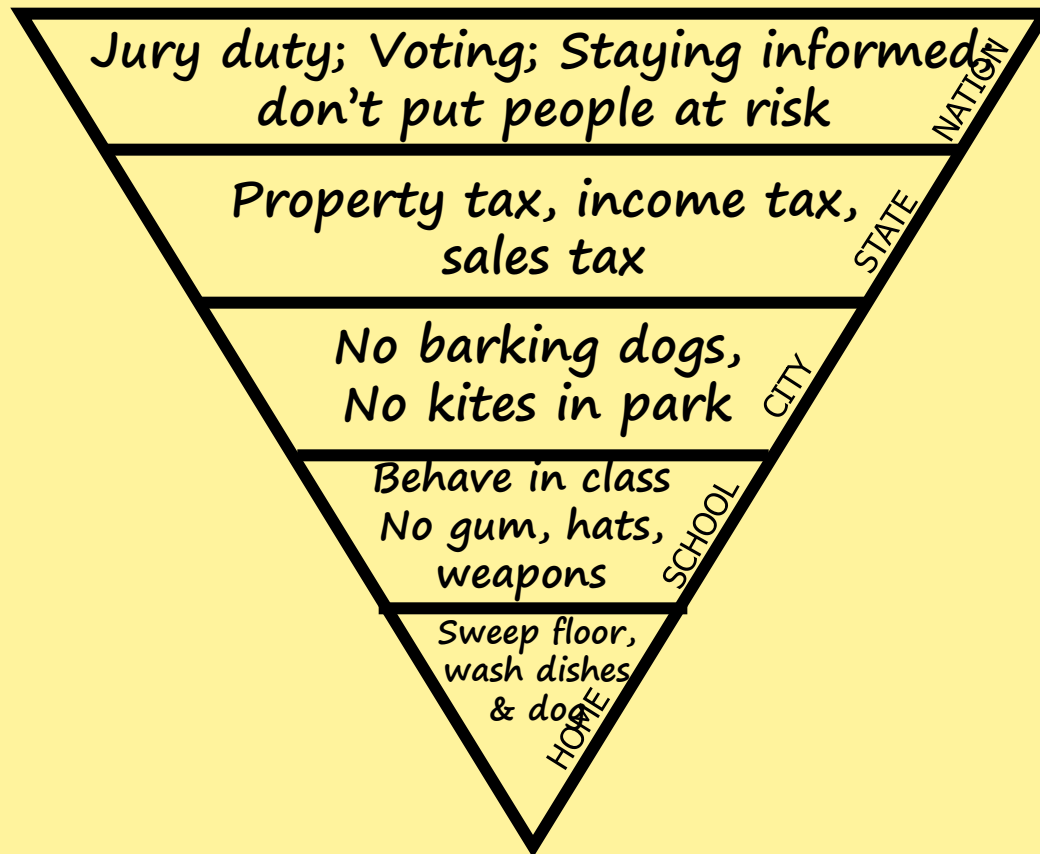 Jury duty; Voting; Staying informed;
don't put people at risk
NATION
Property tax, income tax,
sales tax
STATE
No barking dogs,
No kites in park
CITY
Behave in class
No gum, hats,
weapons
SCHOOL
Sweep floor,
wash dishes
& dog
HOME